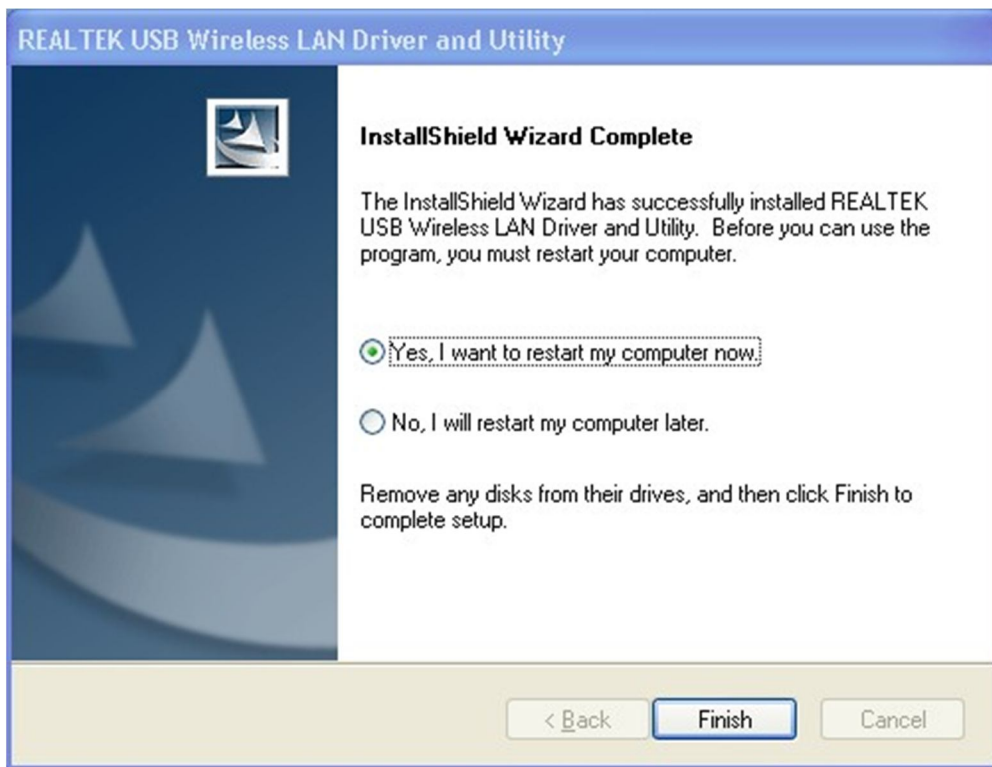 REALTEK USB Wireless LAN Driver and Utility
InstallShield Wizard Complete
The InstallShield Wizard has successfully installed REALTEK
USB Wireless LAN Driver and Utility.  Before you can use the
program, you must restart your computer.
Yes, I want to restart my computer now.
No, I will restart my computer later.
Remove any disks from their drives, and then click Finish to
complete setup.
< Back
Finish
Cancel